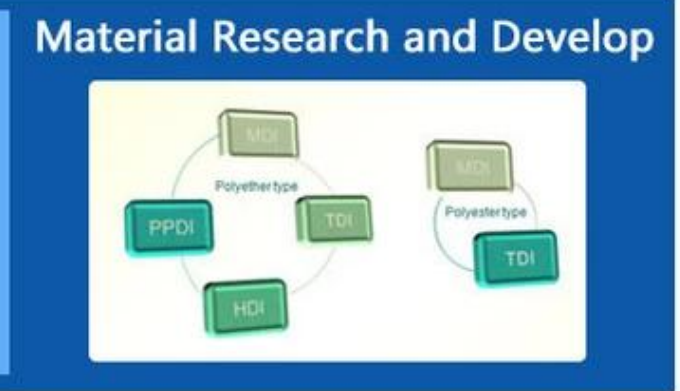 Material Research and Develop
MDI
Polyether type
PPDI
TDI
HDI
MDI
Polyester type
TDI